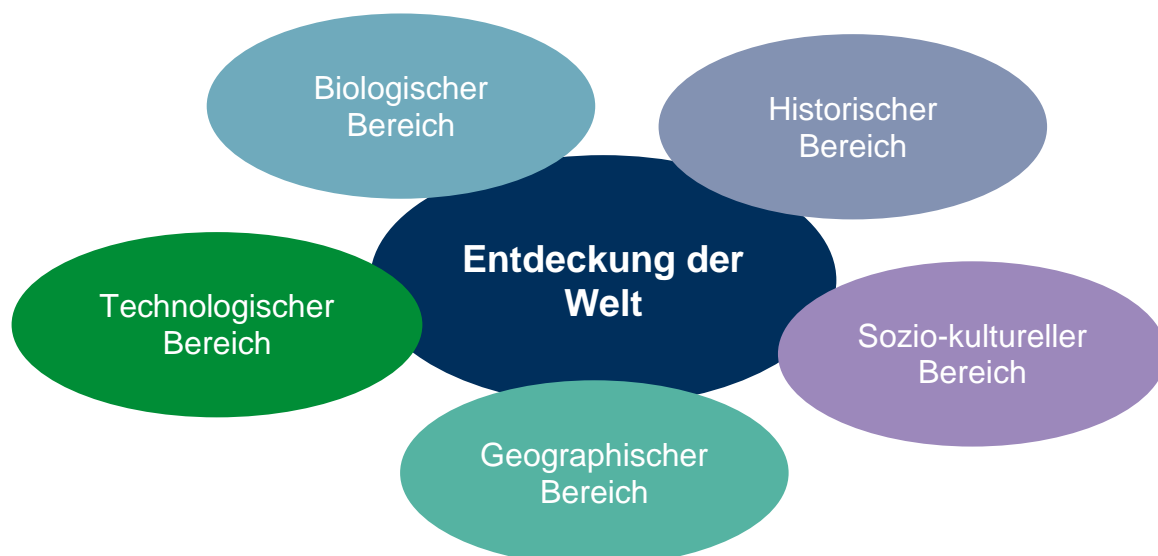 Biologischer
Bereich
Historischer
Bereich
Entdeckung der
Welt
Technologischer
Bereich
Sozio-kultureller
Bereich
Geographischer
Bereich